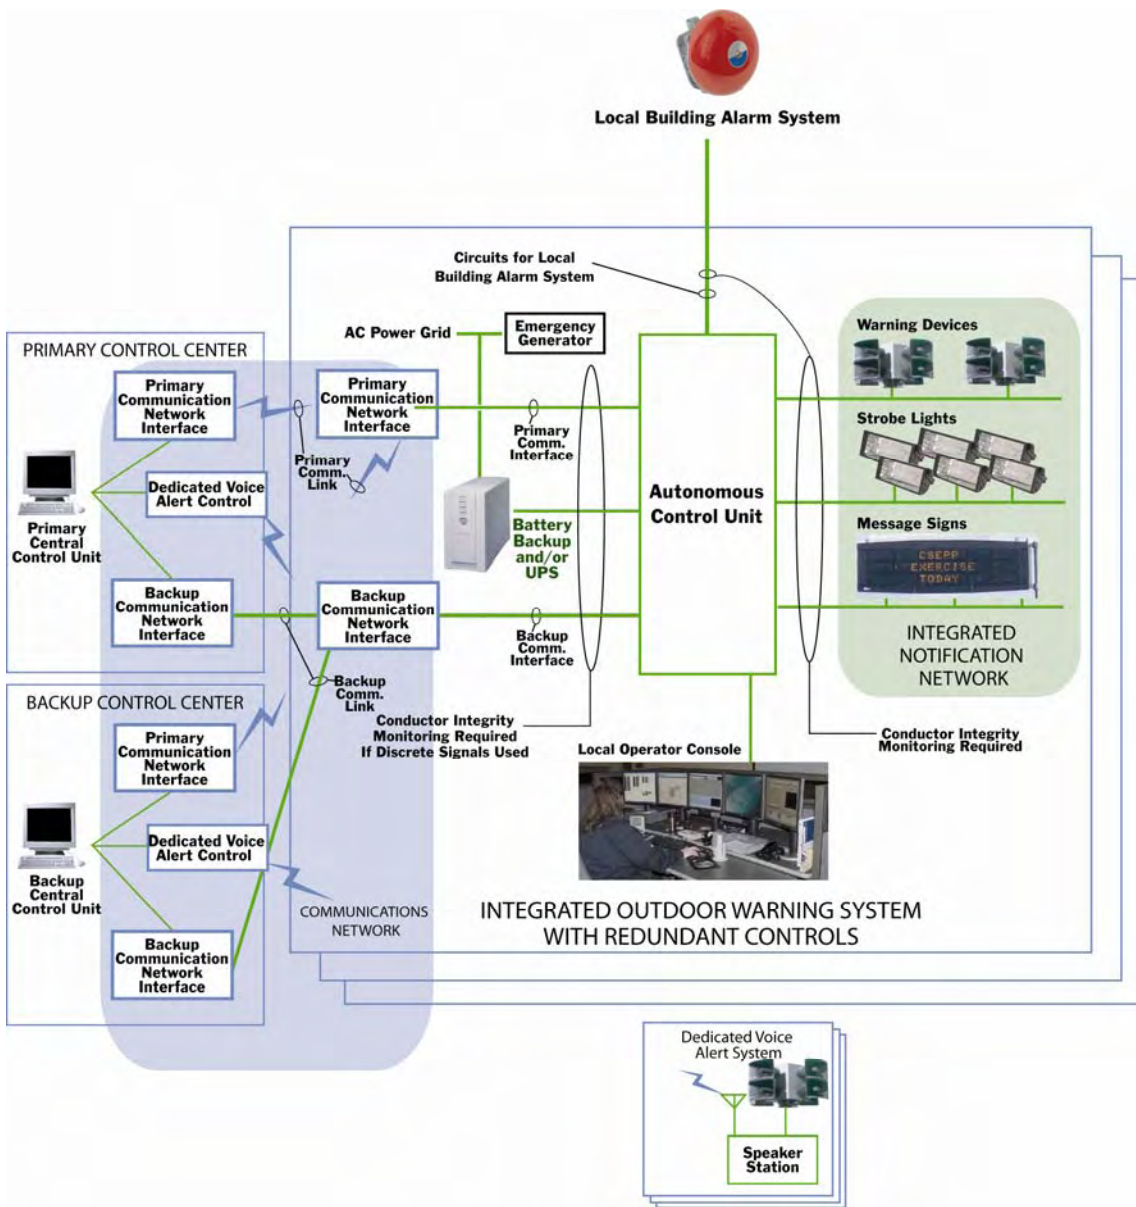 Local Building Alarm System
Circuits for Local
Building Alarm System
AC Power Grid
Emergency
Generator
Warning Devices
PRIMARY CONTROL CENTER
Primary
Communication
Network
Interface
Primary
Communication
Network
Interface
Primary
Comm.
Interface
Strobe Lights
Primary
Comm.
Link
Dedicated Voice
Alert Control
Primary
Central
Control Unit
Autonomous
Control Unit
Battery
Backup
and/or
UPS
Message Signs
CSEPP
EXERCISE
TODAY
Backup
Communication
Network
Interface
Backup
Communication
Network
Interface
Backup
Comm.
Interface
INTEGRATED
NOTIFICATION
NETWORK
Backup
Comm.
Link
BACKUP CONTROL CENTER
Primary
Communication
Network
Interface
Conductor Integrity
Monitoring Required
If Discrete Signals Used
Conductor Integrity
Monitoring Required
Local Operator Console
Dedicated Voice
Alert Control
Backup
Central
Control Unit
Backup
Communication
Network
Interface
COMMUNICATIONS
NETWORK
INTEGRATED OUTDOOR WARNING SYSTEM
WITH REDUNDANT CONTROLS
Dedicated Voice
Alert System
Speaker
Station